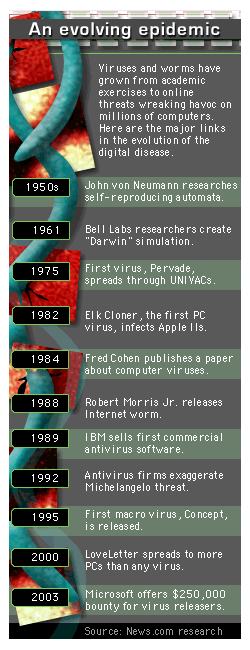 An evolving epidemic
Viruses and worms have
grown from academic
exercises to online
threats wreaking havoc on
millions of computers.
Here are the major links
in the evolution of the
digital disease.
1950s
John von Neumann researches
self-reproducing automata.
1961
Bell Labs researchers create
"Darwin" simulation.
1975
First virus, Pervade,
spreads through UNIVACs.
1982
Elk Cloner, the first PC
virus, infects Apple IIs.
1984
Fred Cohen publishes a paper
about computer viruses.
1988
Robert Morris Jr. releases
Internet worm.
1989
IBM sells first commercial
antivirus software.
1992
Antivirus firms exaggerate
Michelangelo threat.
1995
First macro virus, Concept,
is released.
2000
LoveLetter spreads to more
PCs than any virus.
2003
Microsoft offers $250,000
bounty for virus releasers.
Source: News.com research